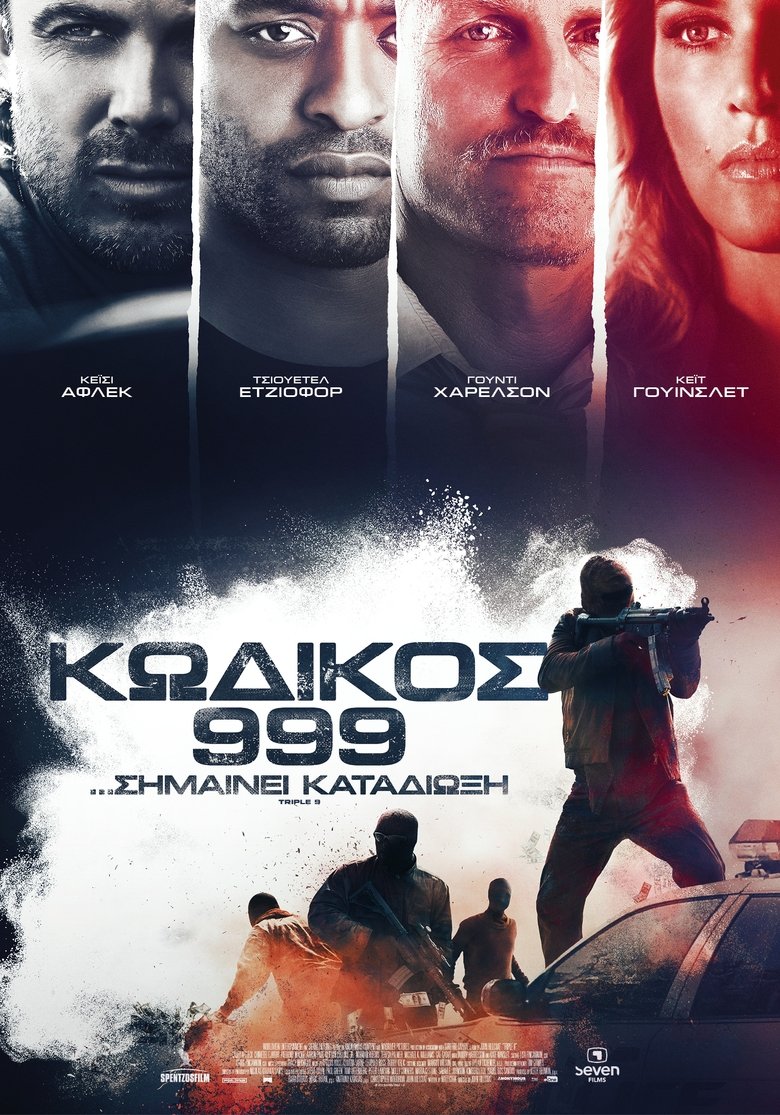 ΚΕΪΣΙ
ΑΦΛΕΚ
ΤΣΙΟΥΕΤΕΛ
ΕΤΖΙΟΦΟΡ
ΓΟΥΝΤΙ
ΧΑΡΕΛΣΟΝ
ΚΕΪΤ
ΓΟΥΙΝΣΛΕΤ
ΚΩΔΙΚΟΣ
999
...ΣΗΜΑΙΝΕΙ ΚΑΤΑΔΙΩΞΗ
TRIPLE 9
SPENTZOSFILM
seven
FILMS